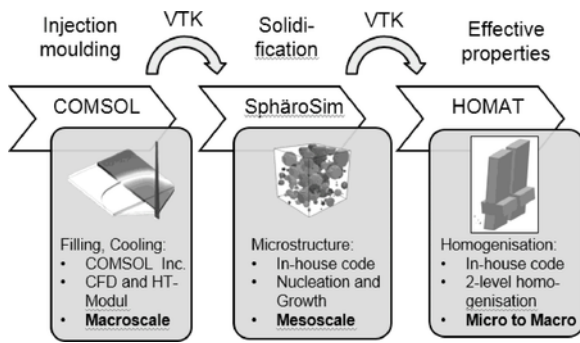 Injection
moulding
VTK
Solidi-
fication
VTK
Effective
properties
COMSOL
SphäroSim
HOMAT
Filling, Cooling:
• COMSOL Inc.
• CFD and HT-
Modul
• Macroscale
Microstructure:
• In-house code
• Nucleation and
Growth
• Mesoscale
Homogenisation:
• In-house code
• 2-level homo-
genisation
• Micro to Macro